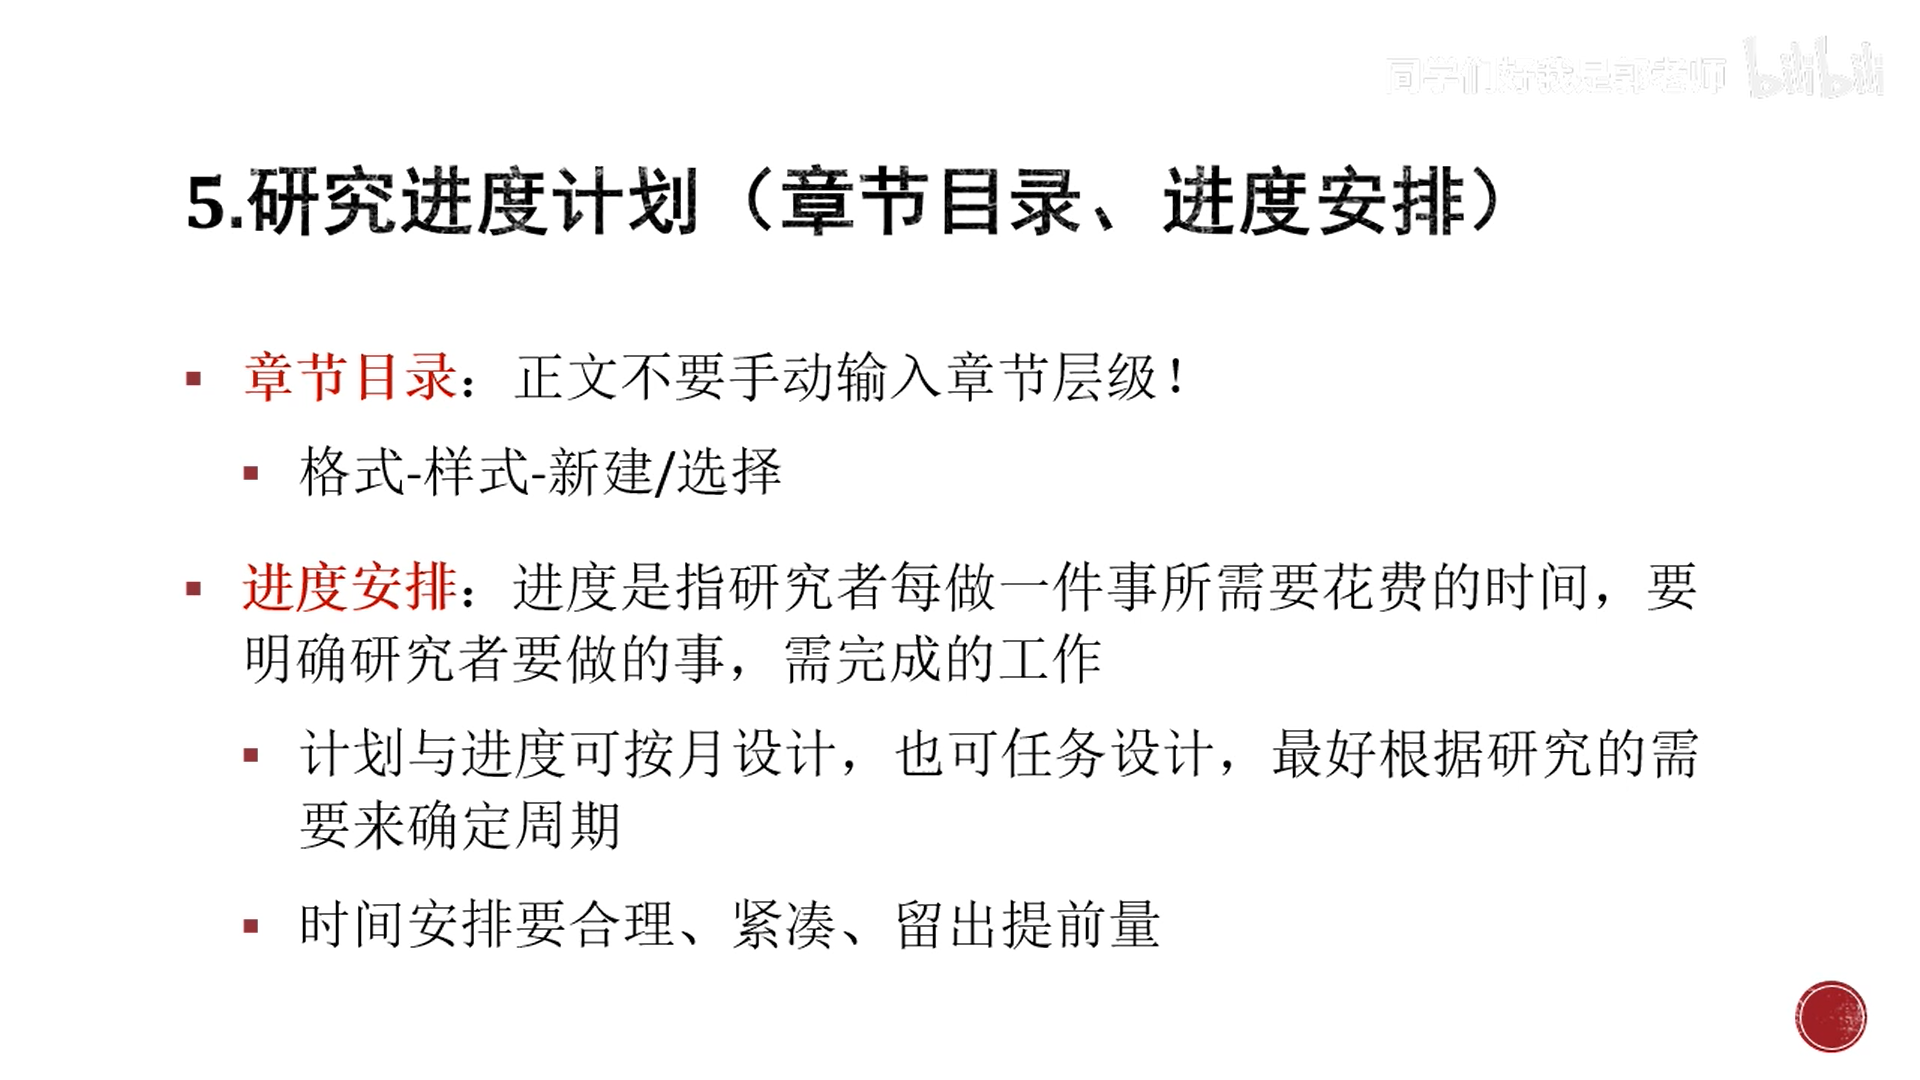 同学们好我是郭老师 bilibili
5.研究进度计划（章节目录、进度安排）
章节目录：正文不要手动输入章节层级！
格式-样式-新建/选择
进度安排：进度是指研究者每做一件事所需要花费的时间，要
明确研究者要做的事，需完成的工作
计划与进度可按月设计，也可任务设计，最好根据研究的需
要来确定周期
时间安排要合理、紧凑、留出提前量